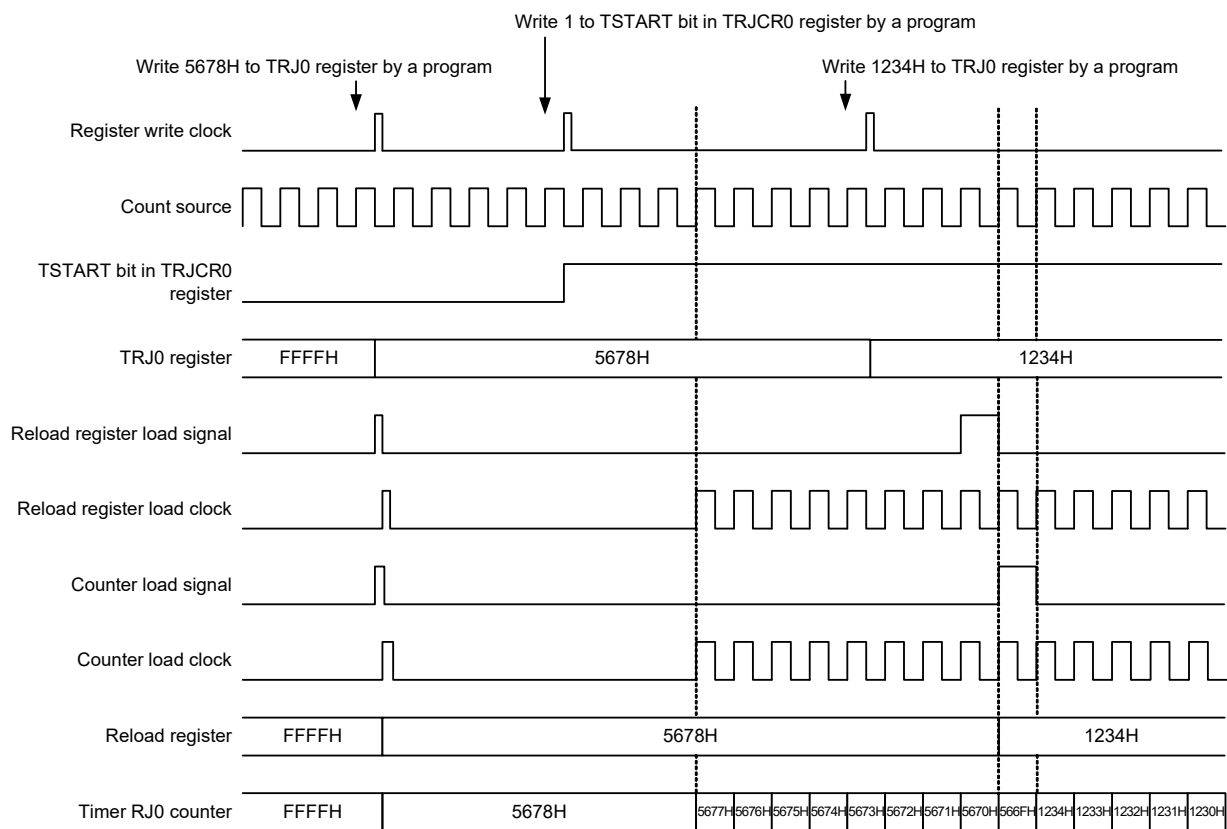 Write 1 to TSTART bit in TRJCR0 register by a program
Write 5678H to TRJ0 register by a program
Write 1234H to TRJ0 register by a program
Register write clock
Count source
TSTART bit in TRJCR0
register
TRJ0 register
FFFFH
5678H
1234H
Reload register load signal
Reload register load clock
Counter load signal
Counter load clock
Reload register
FFFFH
5678H
1234H
Timer RJ0 counter
FFFFH
5678H
5677H
5676H
5675H
5674H
5673H
5672H
5671H
5670H
566FH
1234H
1233H
1232H
1231H
1230H